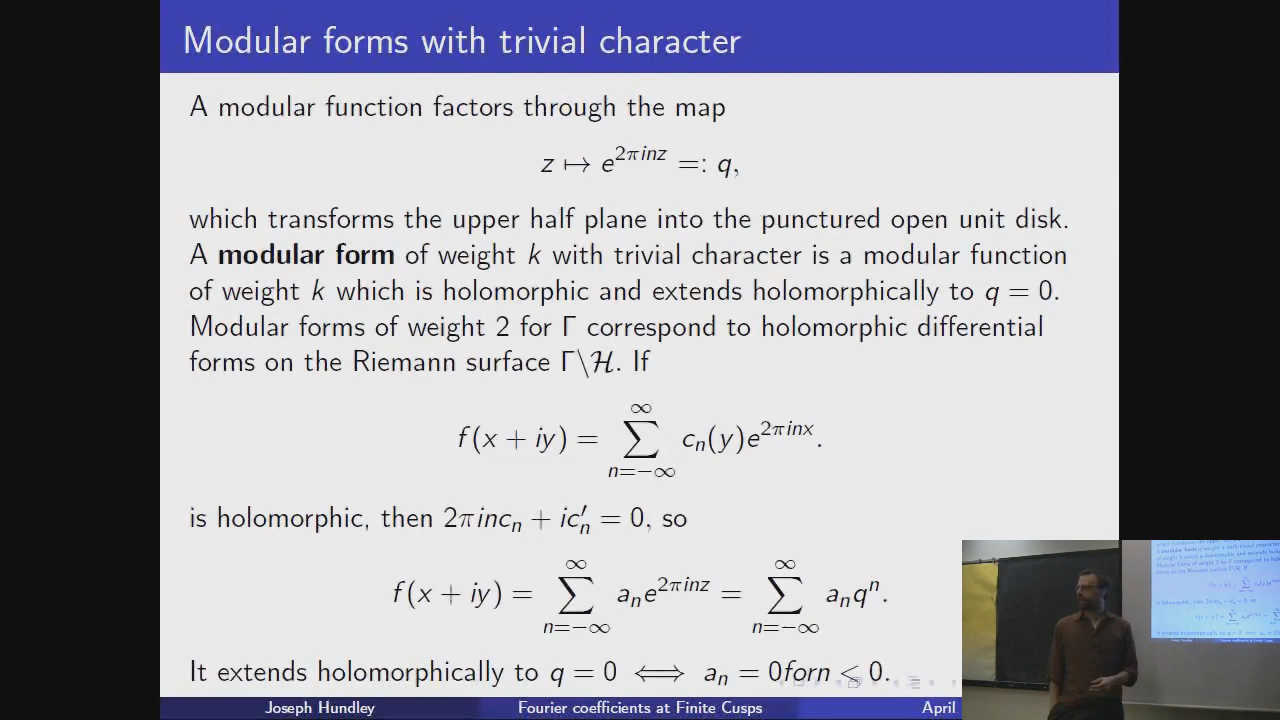 Modular forms with trivial character
A modular function factors through the map
z ↦ e^{2πinz} =: q,
which transforms the upper half plane into the punctured open unit disk.
A modular form of weight k with trivial character is a modular function
of weight k which is holomorphic and extends holomorphically to q = 0.
Modular forms of weight 2 for Γ correspond to holomorphic differential
forms on the Riemann surface Γ\ℋ. If
f(x + iy) = ∑_{n=−∞}^{∞} c_n(y)e^{2πinx}.
is holomorphic, then 2πinc_n + ic′_n = 0, so
f(x + iy) = ∑_{n=−∞}^{∞} a_n e^{2πinz} = ∑_{n=−∞}^{∞} a_n q^n.
It extends holomorphically to q = 0 ⟺ a_n = 0forn < 0.
Joseph Hundley Fourier coefficients at Finite Cusps April